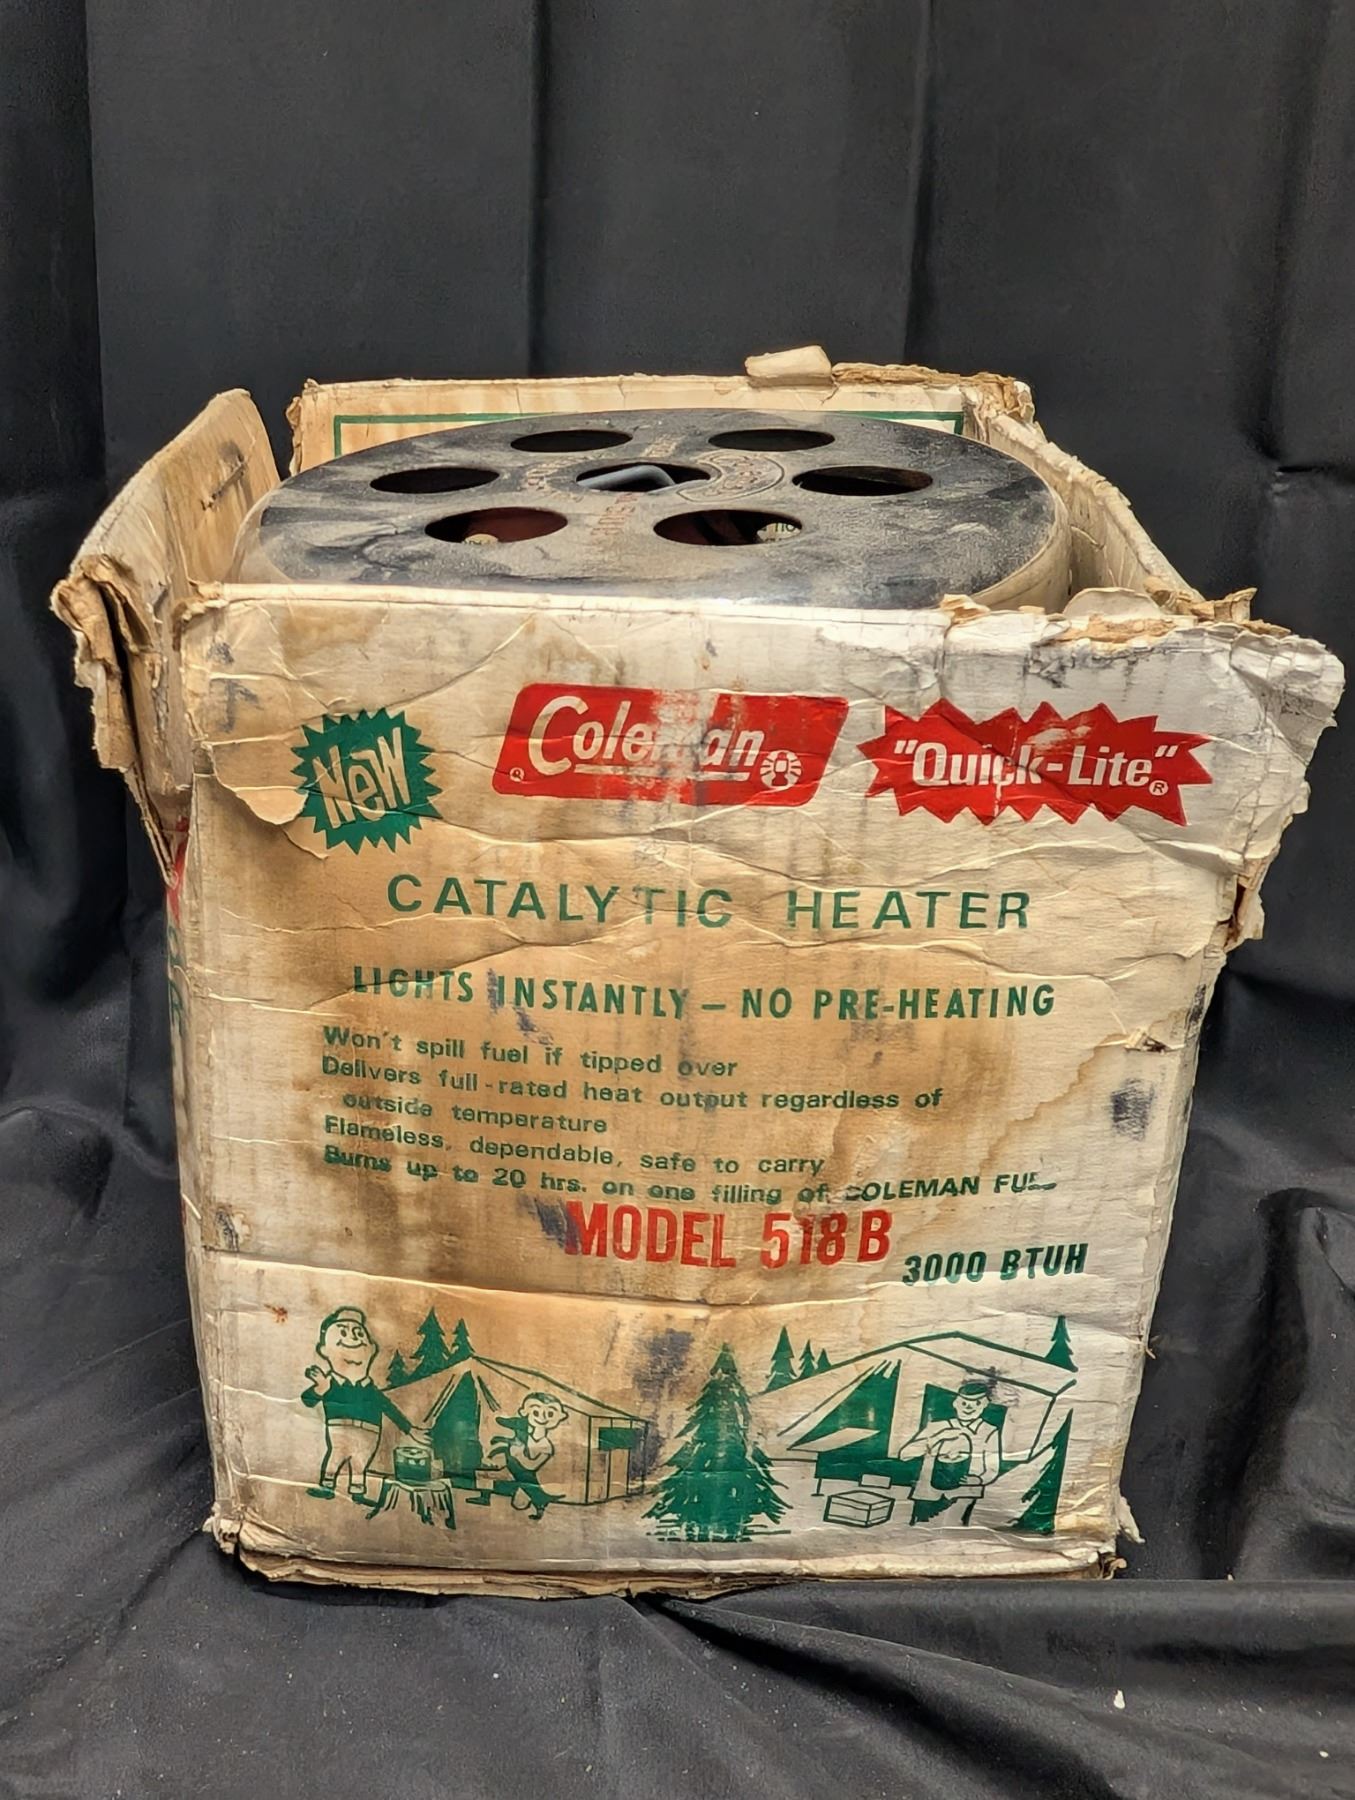 New
Coleman®
"Quick-Lite"®
CATALYTIC HEATER
LIGHTS INSTANTLY — NO PRE-HEATING
Won't spill fuel if tipped over
Delivers full-rated heat output regardless of
outside temperature
Flameless, dependable, safe to carry
Burns up to 20 hrs. on one filling of COLEMAN FUEL
MODEL 518 B
3000 BTUH